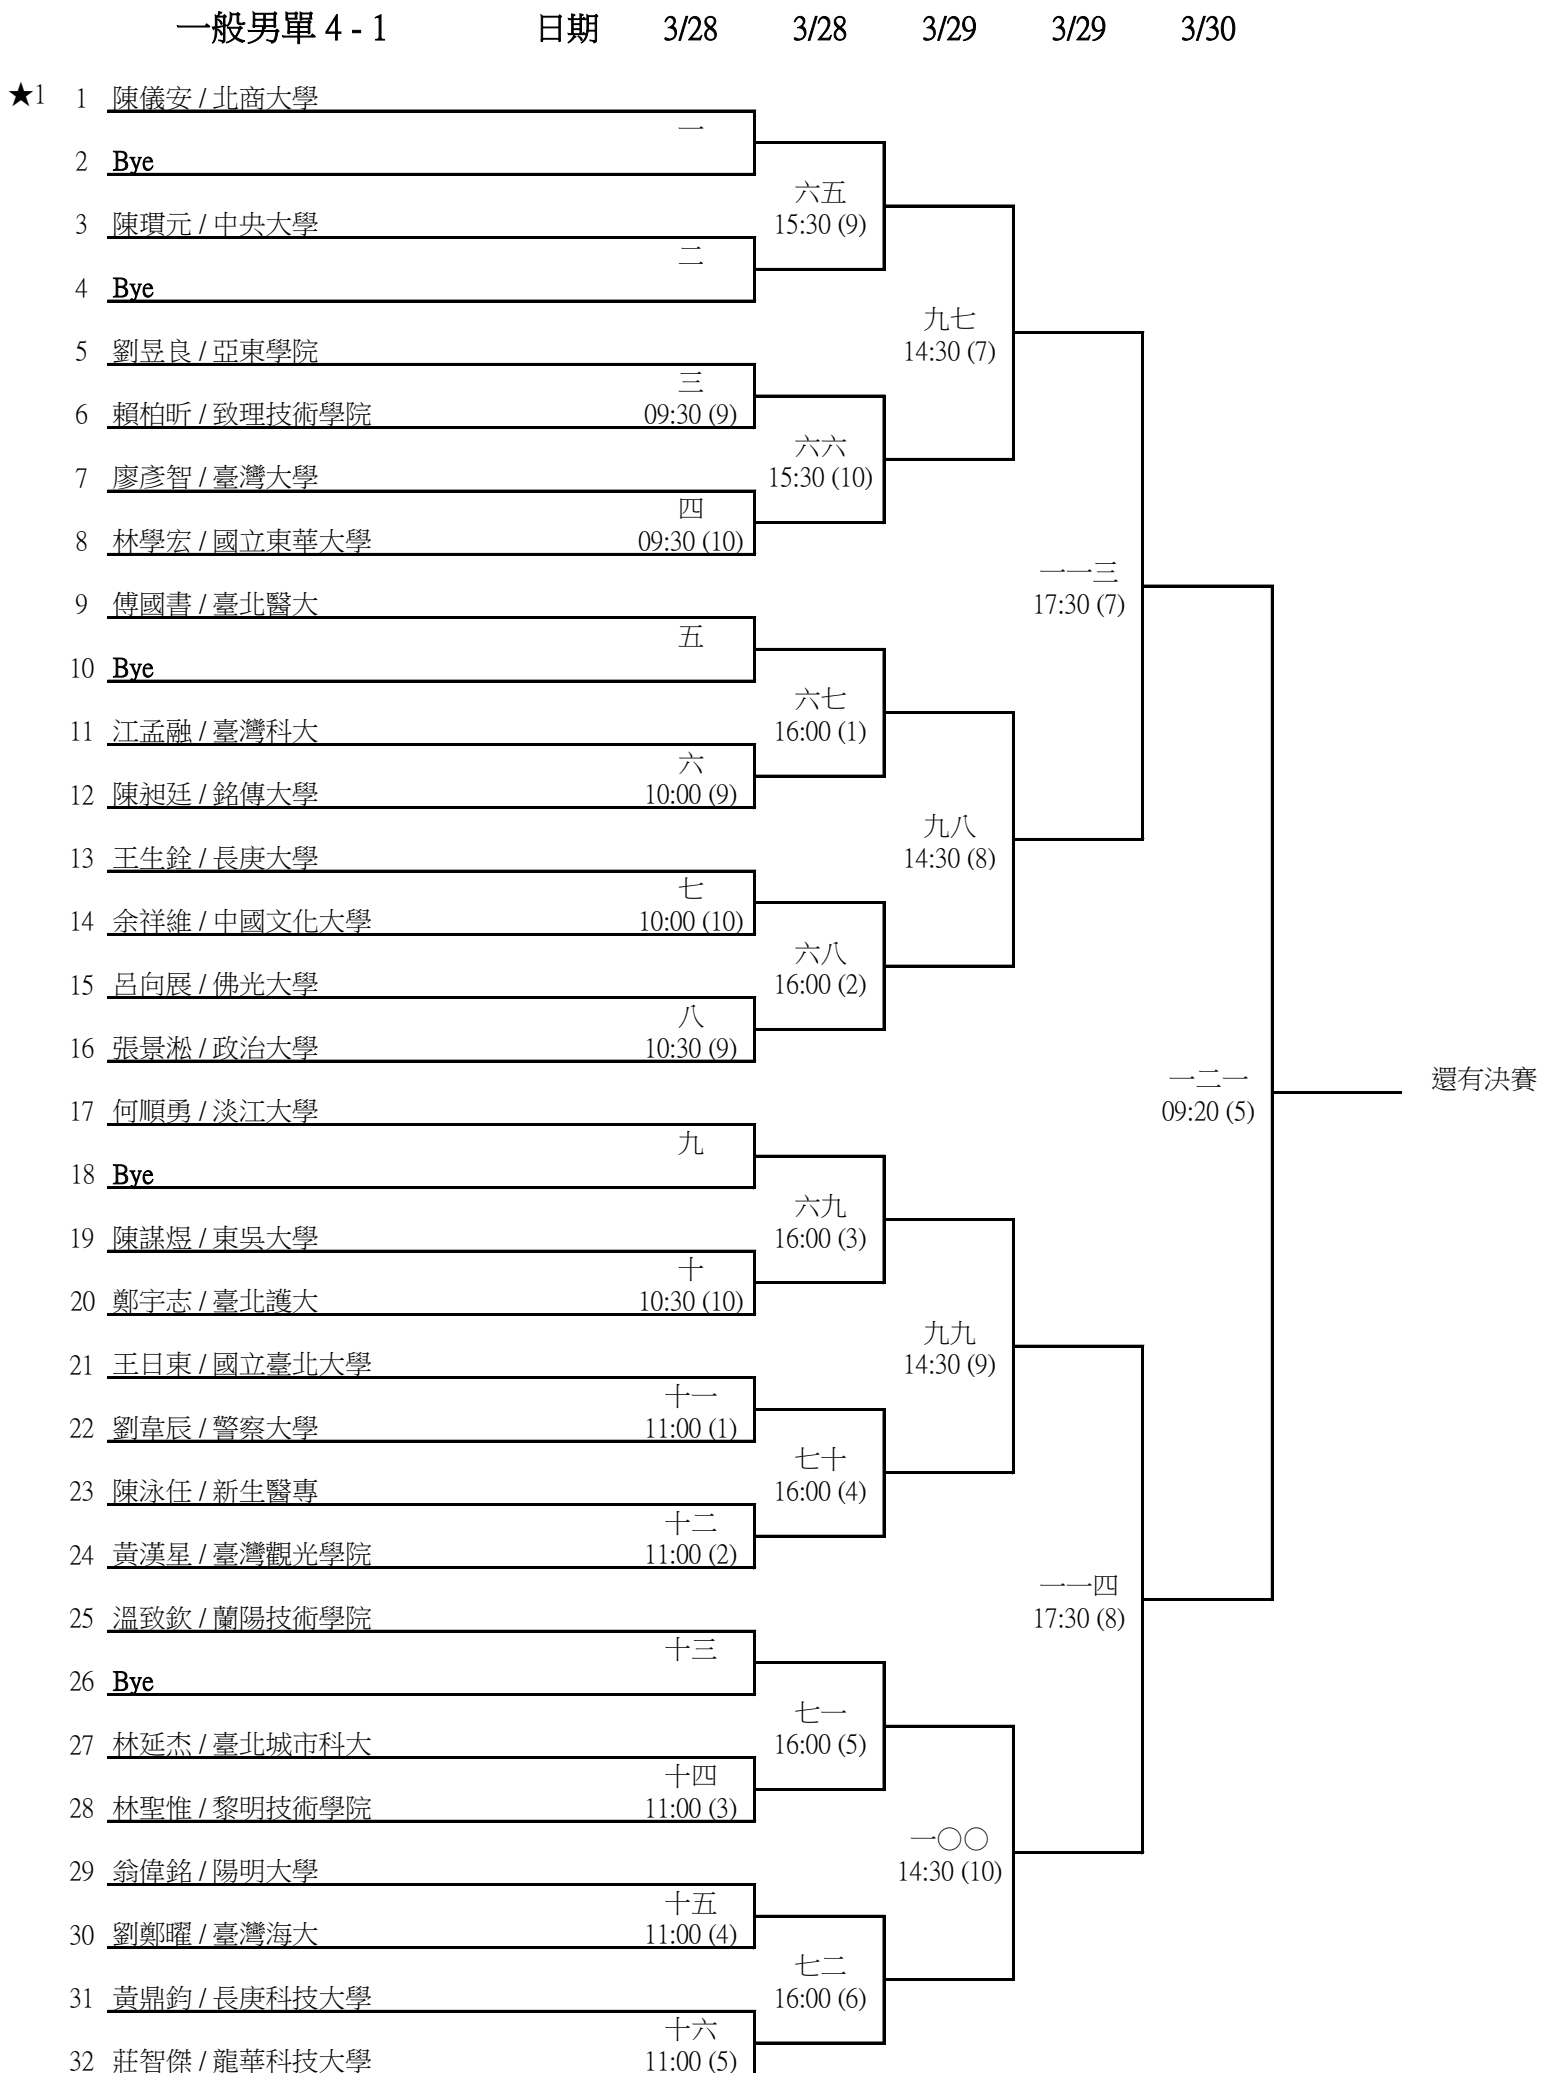 一般男單 4 - 1 日期 3/28 3/28 3/29 3/29 3/30
★1 1 陳儀安 / 北商大學
一
2 Bye
六五
3 陳瑻元 / 中央大學 15:30 (9)
二
4 Bye
九七
5 劉昱良 / 亞東學院 14:30 (7)
三
6 賴柏昕 / 致理技術學院 09:30 (9)
六六
7 廖彥智 / 臺灣大學 15:30 (10)
四
8 林學宏 / 國立東華大學 09:30 (10)
一一三
9 傅國書 / 臺北醫大 17:30 (7)
五
10 Bye
六七
11 江孟融 / 臺灣科大 16:00 (1)
六
12 陳昶廷 / 銘傳大學 10:00 (9)
九八
13 王生銓 / 長庚大學 14:30 (8)
七
14 余祥維 / 中國文化大學 10:00 (10)
六八
15 呂向展 / 佛光大學 16:00 (2)
八
16 張景淞 / 政治大學 10:30 (9)
一二一 還有決賽
17 何順勇 / 淡江大學 09:20 (5)
九
18 Bye
六九
19 陳謀煜 / 東吳大學 16:00 (3)
十
20 鄭宇志 / 臺北護大 10:30 (10)
九九
21 王日東 / 國立臺北大學 14:30 (9)
十一
22 劉韋辰 / 警察大學 11:00 (1)
七十
23 陳泳任 / 新生醫專 16:00 (4)
十二
24 黃漢星 / 臺灣觀光學院 11:00 (2)
一一四
25 溫致欽 / 蘭陽技術學院 17:30 (8)
十三
26 Bye
七一
27 林延杰 / 臺北城市科大 16:00 (5)
十四
28 林聖惟 / 黎明技術學院 11:00 (3)
一〇〇
29 翁偉銘 / 陽明大學 14:30 (10)
十五
30 劉鄭曜 / 臺灣海大 11:00 (4)
七二
31 黃鼎鈞 / 長庚科技大學 16:00 (6)
十六
32 莊智傑 / 龍華科技大學 11:00 (5)